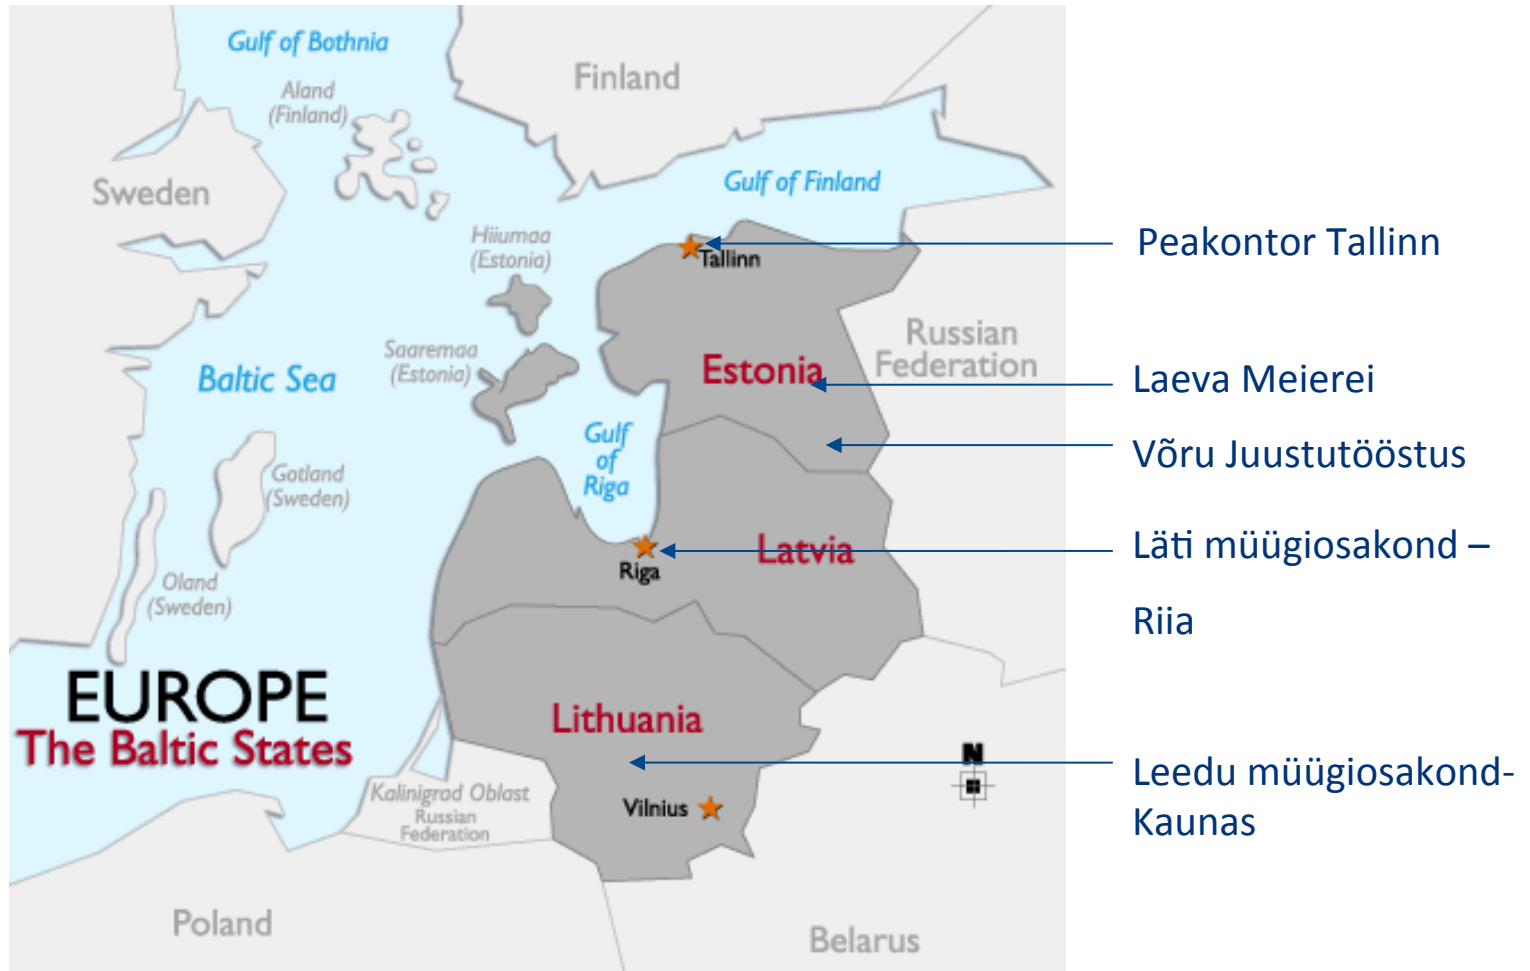 Gulf of Bothnia
Finland
Aland
(Finland)
Sweden
Gulf of Finland
Hiiumaa
(Estonia)
Tallinn
Russian
Federation
Saaremaa
(Estonia)
Estonia
Baltic Sea
Gulf
of
Riga
Gotland
(Sweden)
Latvia
Riga
Oland
(Sweden)
EUROPE
The Baltic States
Lithuania
Kalinigrad Oblast
Russian
Federation
Vilnius
N
Poland
Belarus
Peakontor Tallinn
Laeva Meierei
Võru Juustutööstus
Läti müügiosakond –
Riia
Leedu müügiosakond-
Kaunas